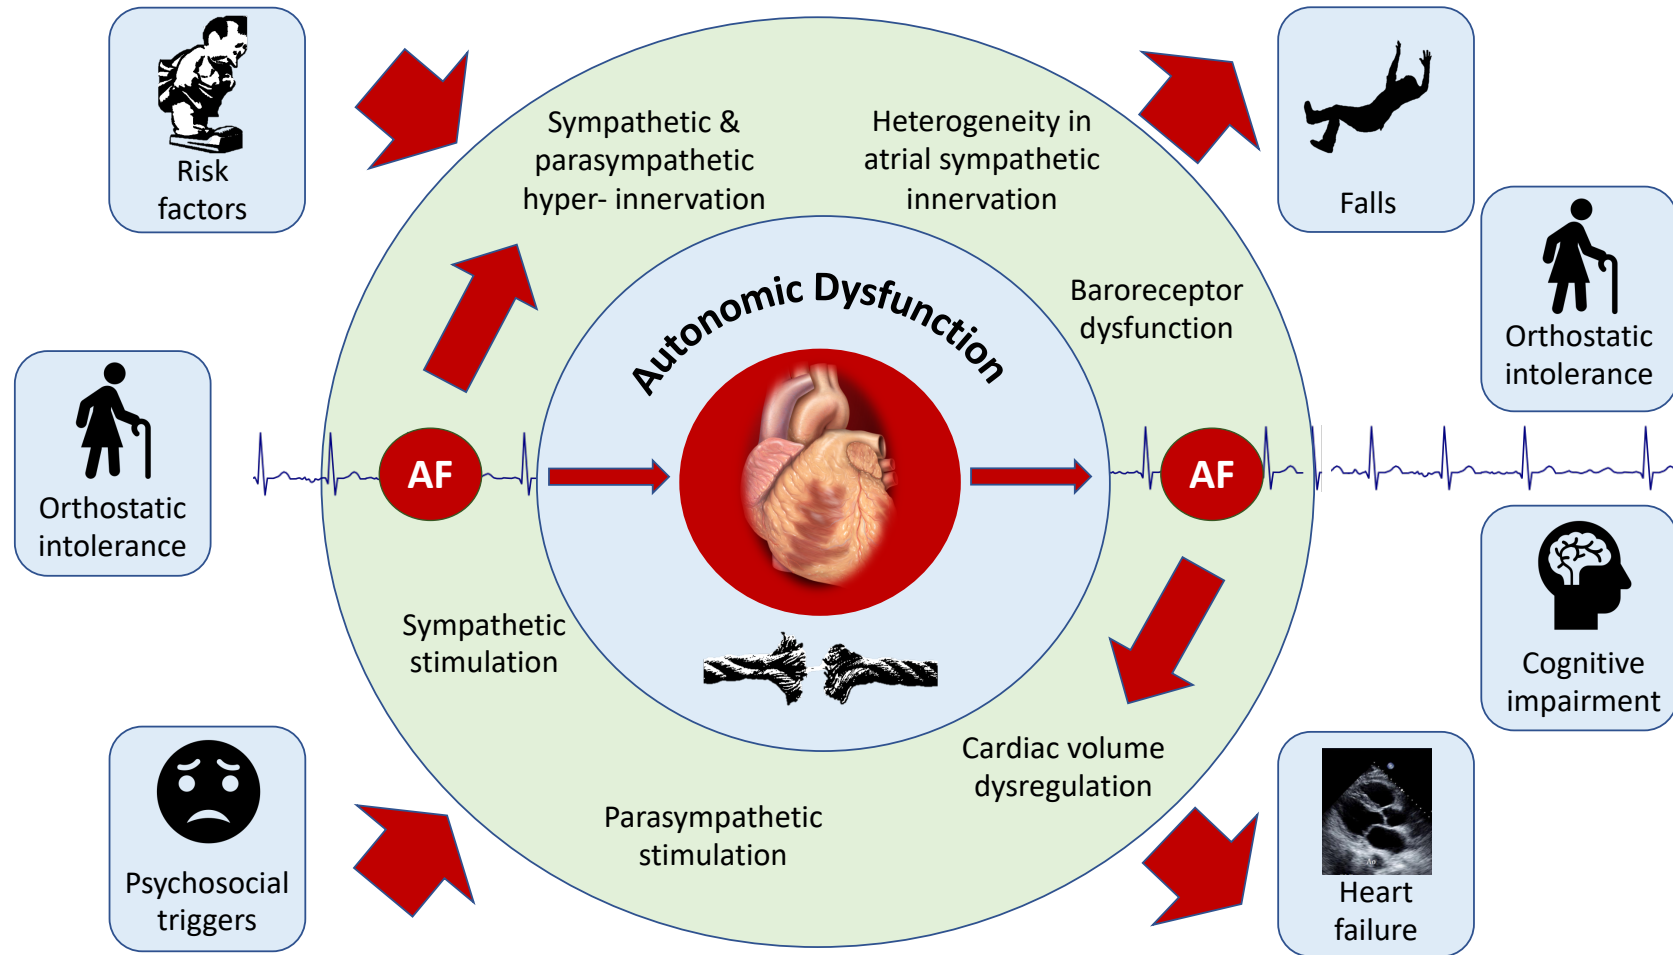 Risk
factors
Sympathetic &
parasympathetic
hyper- innervation
Heterogeneity in
atrial sympathetic
innervation
Falls
Orthostatic
intolerance
Baroreceptor
dysfunction
Autonomic Dysfunction
Orthostatic
intolerance
AF
AF
Sympathetic
stimulation
Cognitive
impairment
Cardiac volume
dysregulation
Parasympathetic
stimulation
Psychosocial
triggers
Ao
Heart
failure